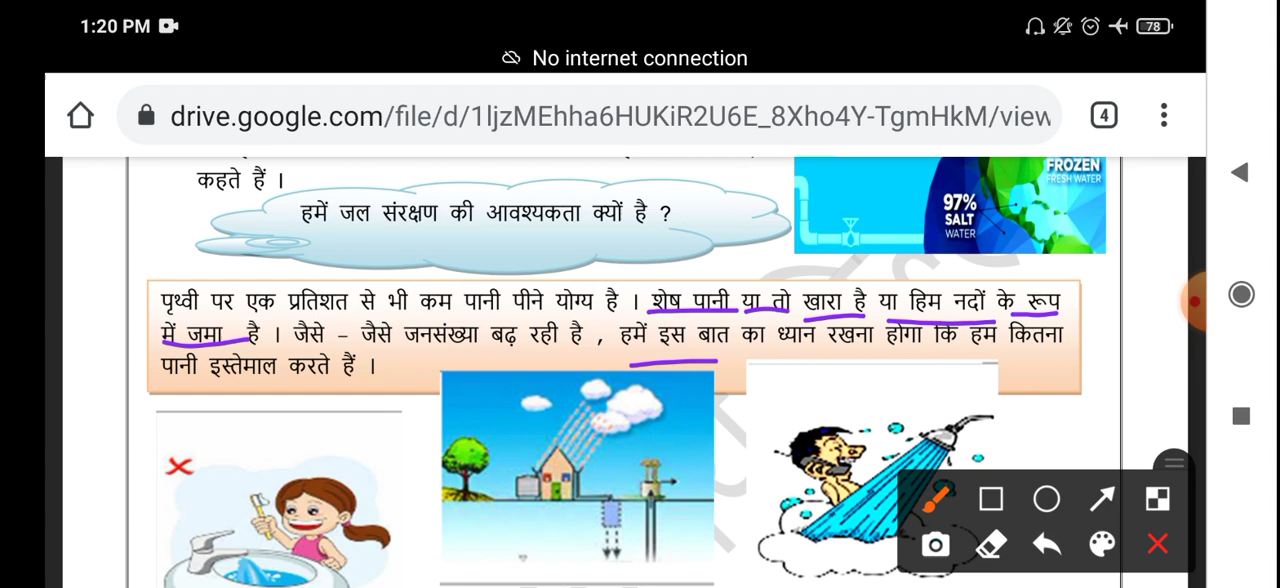 1:20 PM
78
No internet connection
drive.google.com/file/d/1ljzMEhha6HUKiR2U6E_8Xho4Y-TgmHkM/view
4
कहते हैं ।
हमें जल संरक्षण की आवश्यकता क्यों है ?
FROZEN
FRESH WATER
97%
SALT
WATER
पृथ्वी पर एक प्रतिशत से भी कम पानी पीने योग्य है । शेष पानी या तो खारा है या हिम नदों के रूप
में जमा है । जैसे – जैसे जनसंख्या बढ़ रही है , हमें इस बात का ध्यान रखना होगा कि हम कितना
पानी इस्तेमाल करते हैं ।